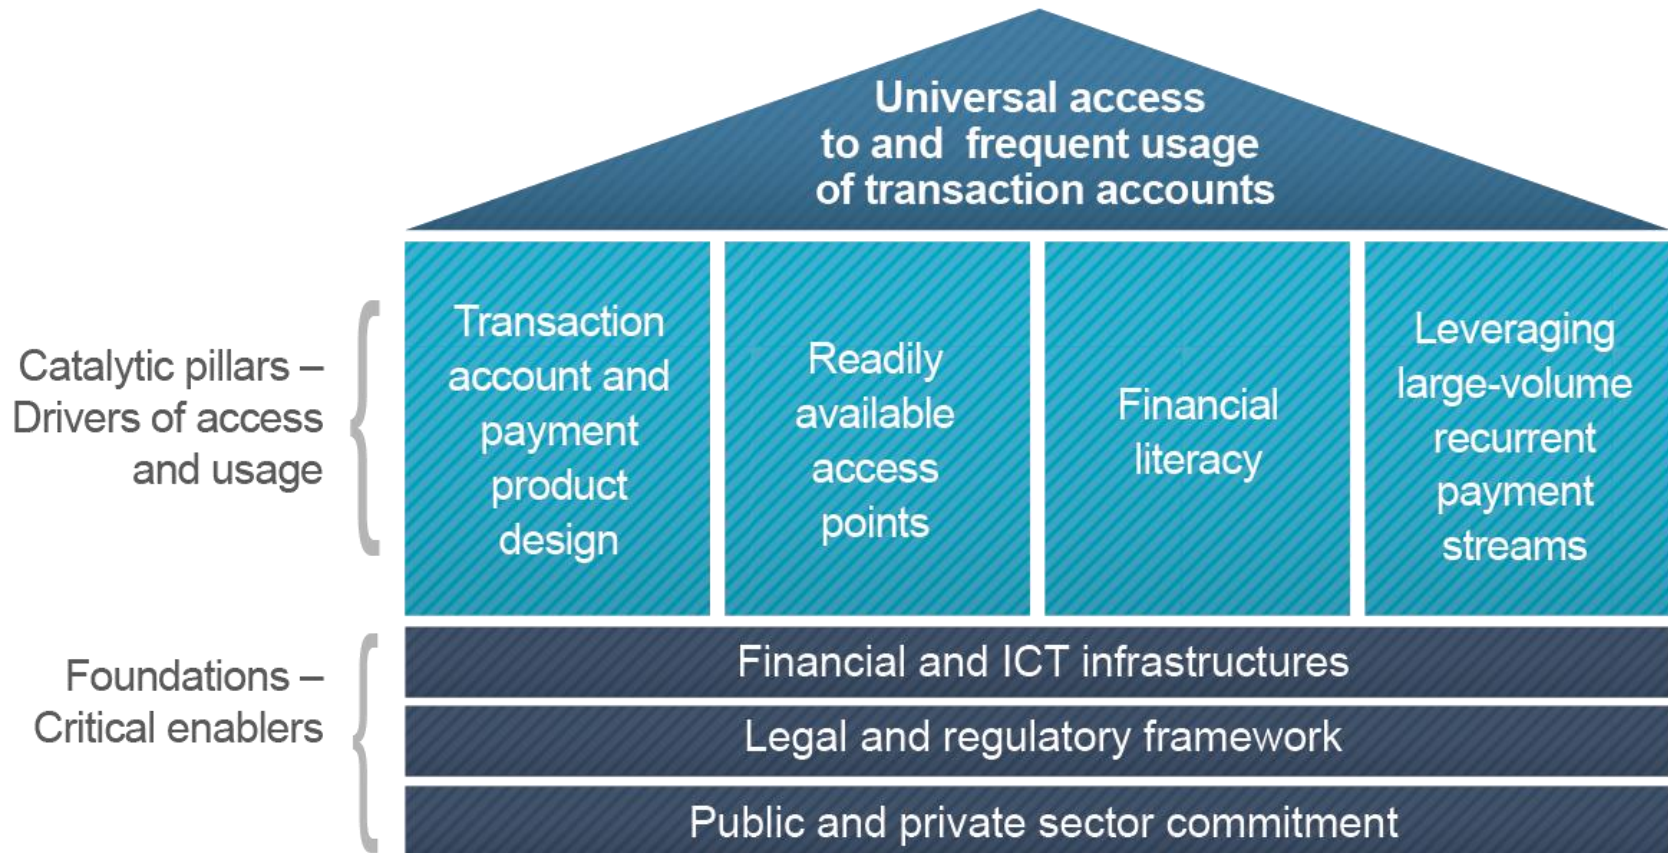 Universal access
to and frequent usage
of transaction accounts
Catalytic pillars –
Drivers of access
and usage
Transaction
account and
payment
product
design
Readily
available
access
points
Financial
literacy
Leveraging
large-volume
recurrent
payment
streams
Foundations –
Critical enablers
Financial and ICT infrastructures
Legal and regulatory framework
Public and private sector commitment